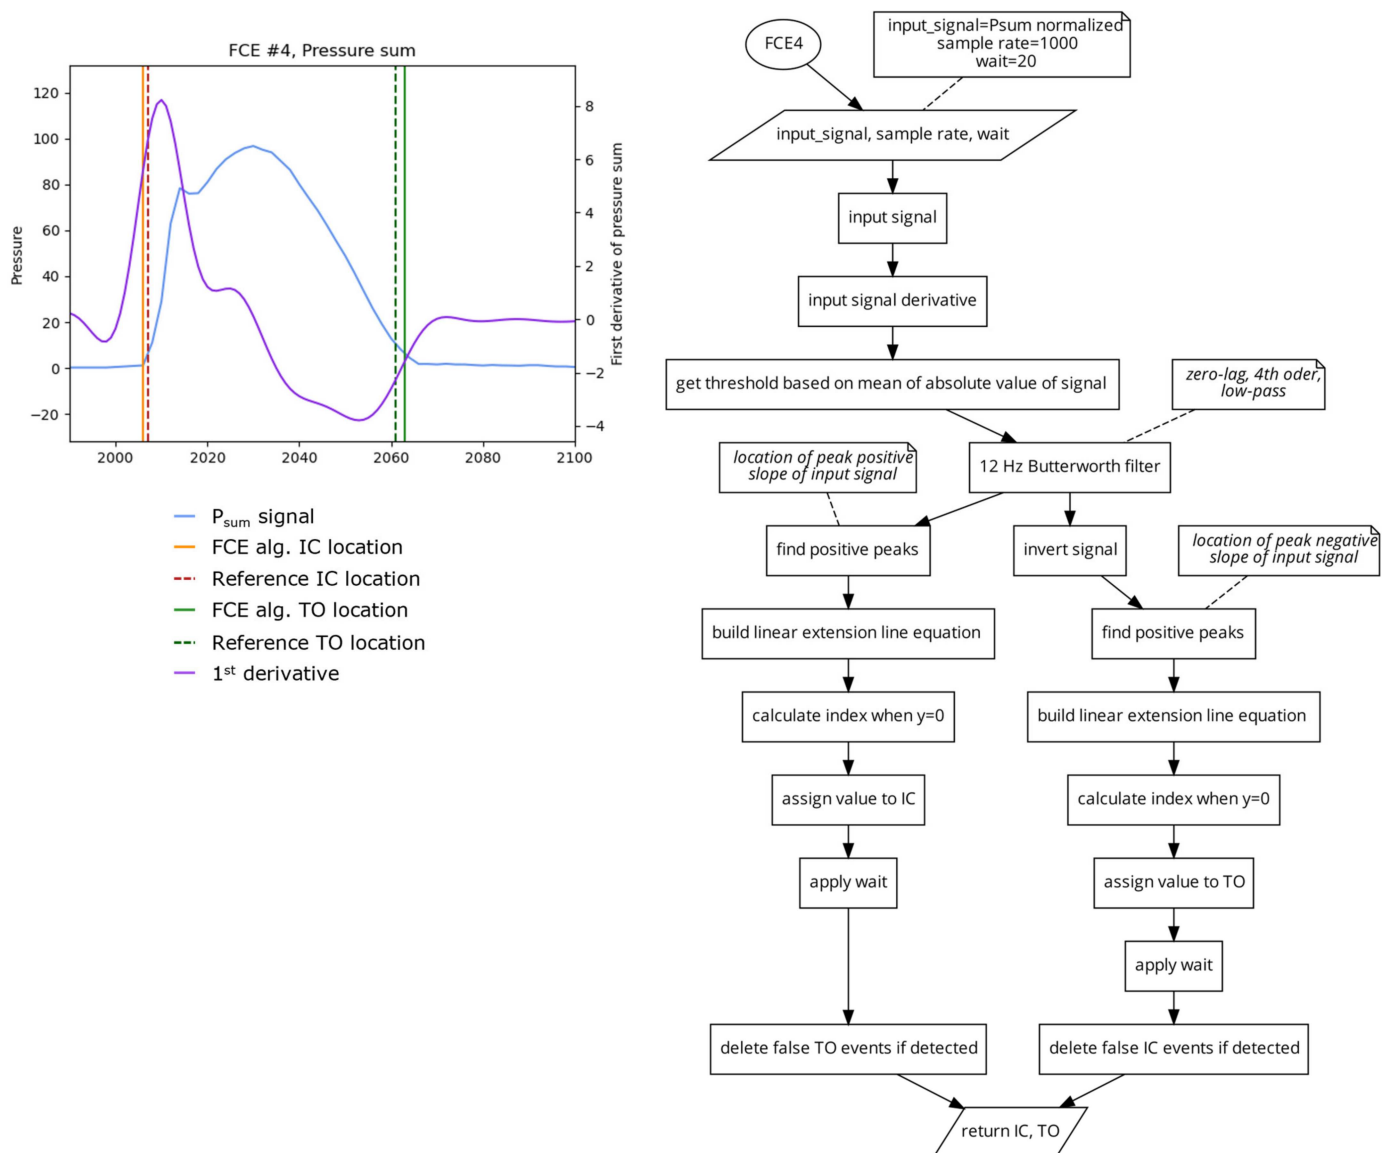 FCE #4, Pressure sum
120
100
80
60
40
20
0
−20
Pressure
8
6
4
2
0
−2
−4
First derivative of pressure sum
2000
2020
2040
2060
2080
2100
Psum signal
FCE alg. IC location
Reference IC location
FCE alg. TO location
Reference TO location
1st derivative
FCE4
input_signal=Psum normalized
sample rate=1000
wait=20
input_signal, sample rate, wait
input signal
input signal derivative
get threshold based on mean of absolute value of signal
zero-lag, 4th oder,
low-pass
12 Hz Butterworth filter
location of peak positive
slope of input signal
find positive peaks
invert signal
location of peak negative
slope of input signal
build linear extension line equation
find positive peaks
calculate index when y=0
build linear extension line equation
assign value to IC
calculate index when y=0
apply wait
assign value to TO
apply wait
delete false TO events if detected
delete false IC events if detected
return IC, TO